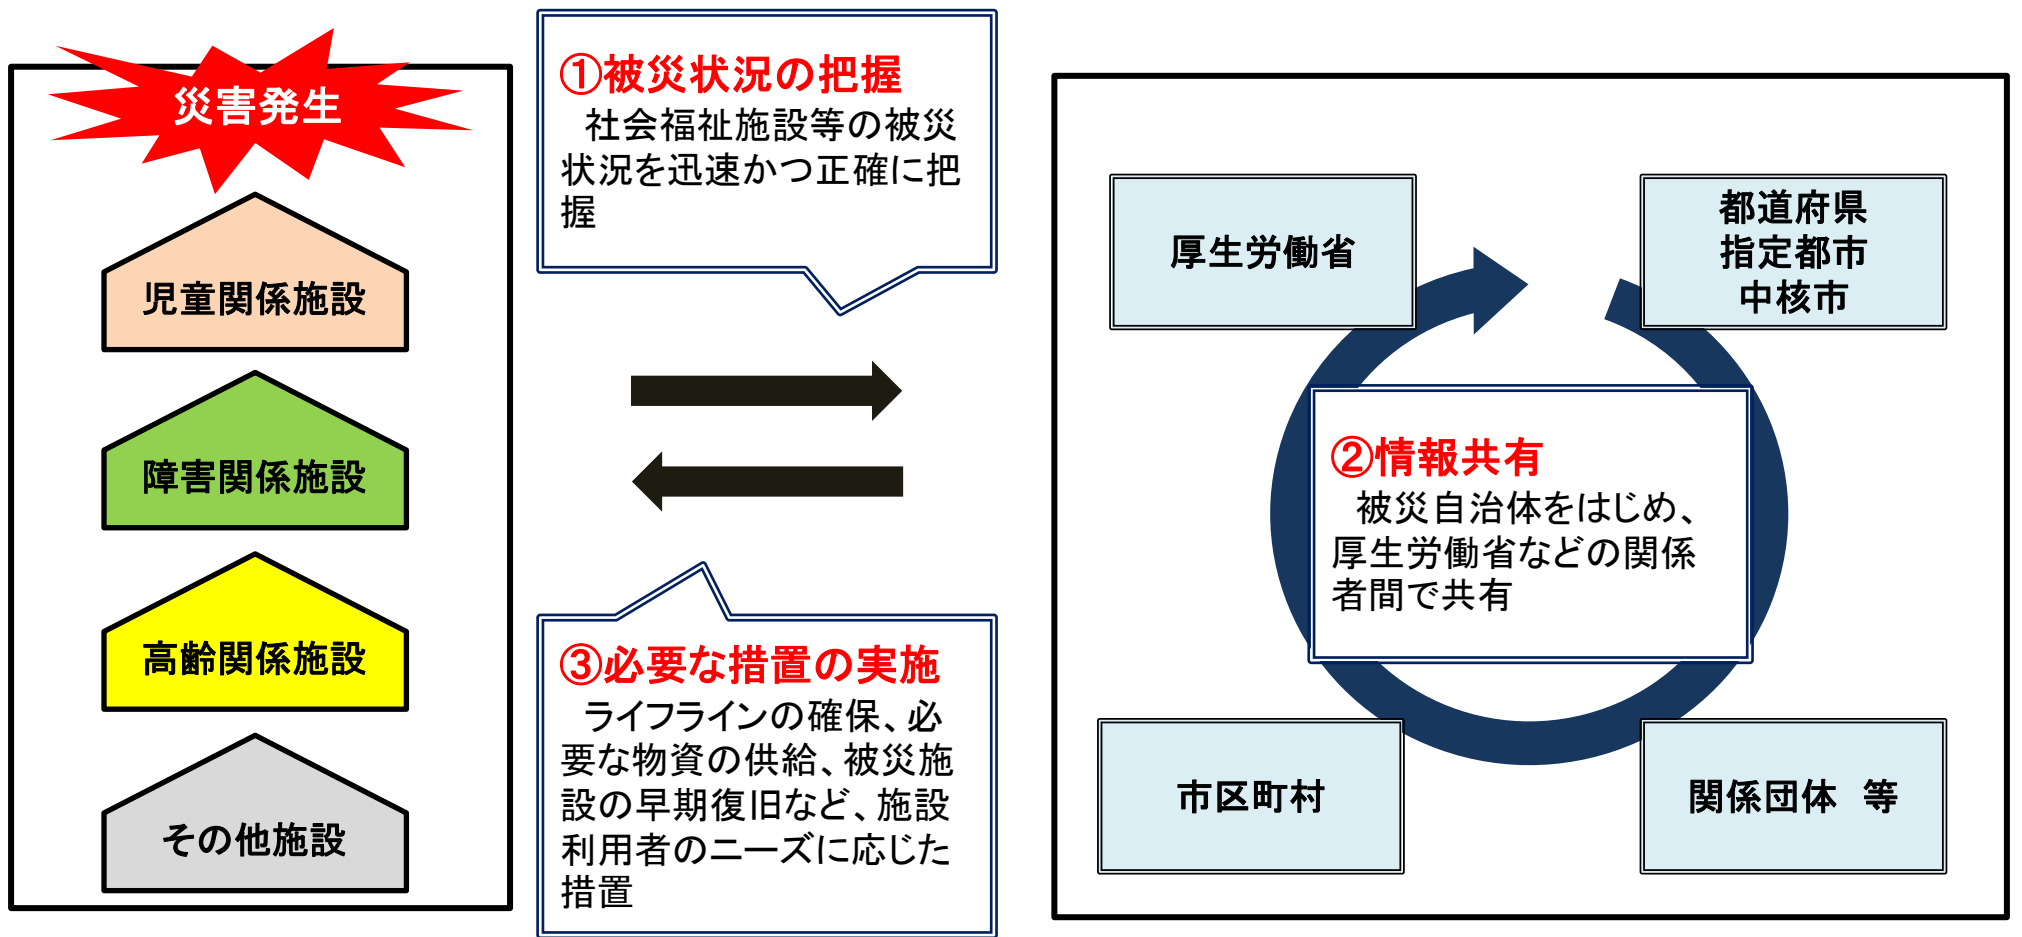 災害発生
児童関係施設
障害関係施設
高齢関係施設
その他施設
①被災状況の把握
社会福祉施設等の被災
状況を迅速かつ正確に把
握
③必要な措置の実施
ライフラインの確保、必
要な物資の供給、被災施
設の早期復旧など、施設
利用者のニーズに応じた
措置
厚生労働省
都道府県
指定都市
中核市
②情報共有
被災自治体をはじめ、
厚生労働省などの関係
者間で共有
市区町村
関係団体　等